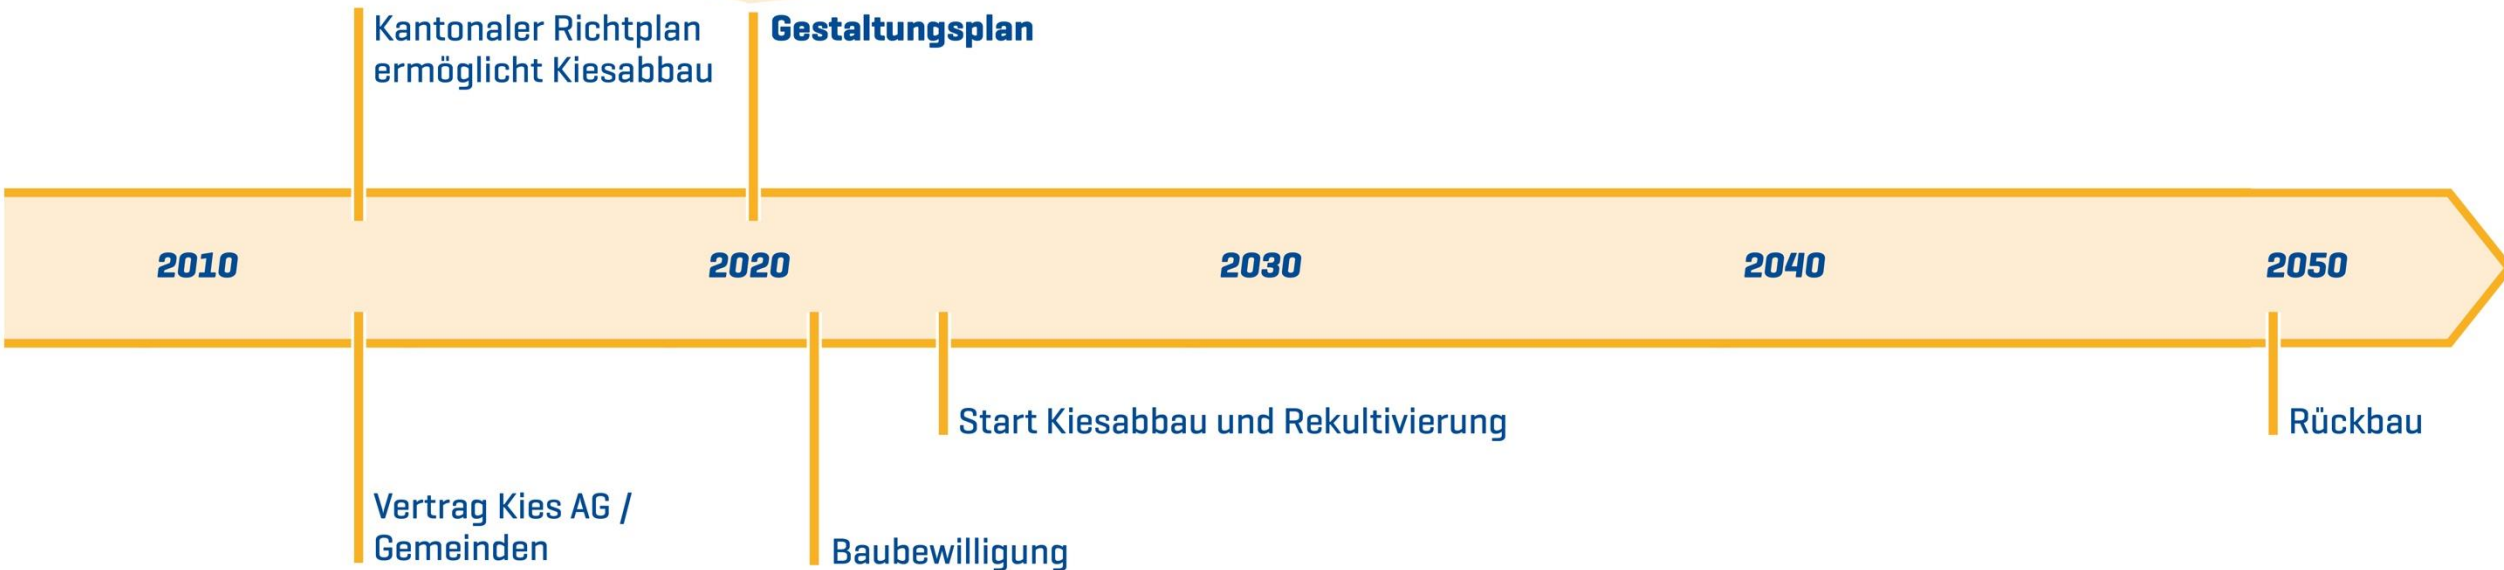 Kantonaler Richtplan
ermöglicht Kiesabbau
Gestaltungsplan
2010
2020
2030
2040
2050
Start Kiesabbau und Rekultivierung
Rückbau
Vertrag Kies AG /
Gemeinden
Baubewilligung